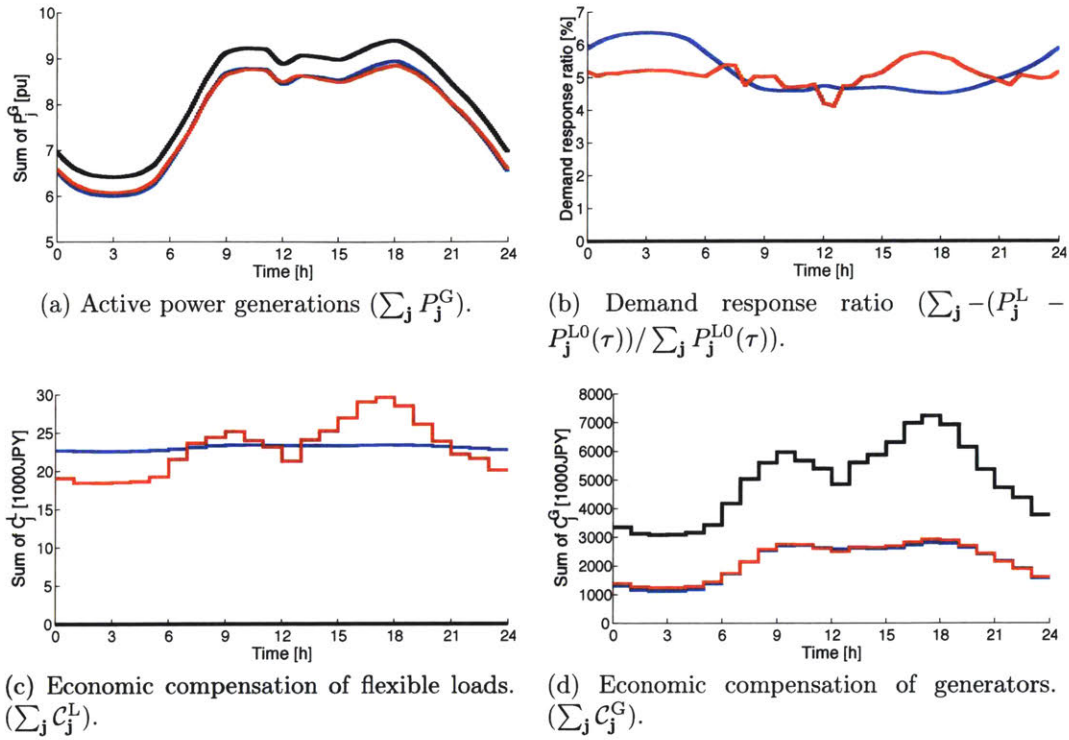 Sum of P_j^G [pu]
10
9
8
7
6
5
0 3 6 9 12 15 18 21 24
Time [h]
(a) Active power generations (∑_j P_j^G).
Demand response ratio [%]
7
6
5
4
3
2
1
0
0 3 6 9 12 15 18 21 24
Time [h]
(b) Demand response ratio (∑_j −(P_j^L −
P_j^{L0}(τ))/ ∑_j P_j^{L0}(τ)).
Sum of C_j^L [1000JPY]
30
25
20
15
10
5
0
0 3 6 9 12 15 18 21 24
Time [h]
(c) Economic compensation of flexible loads.
(∑_j C_j^L).
Sum of C_j^G [1000JPY]
8000
7000
6000
5000
4000
3000
2000
1000
0
0 3 6 9 12 15 18 21 24
Time [h]
(d) Economic compensation of generators.
(∑_j C_j^G).